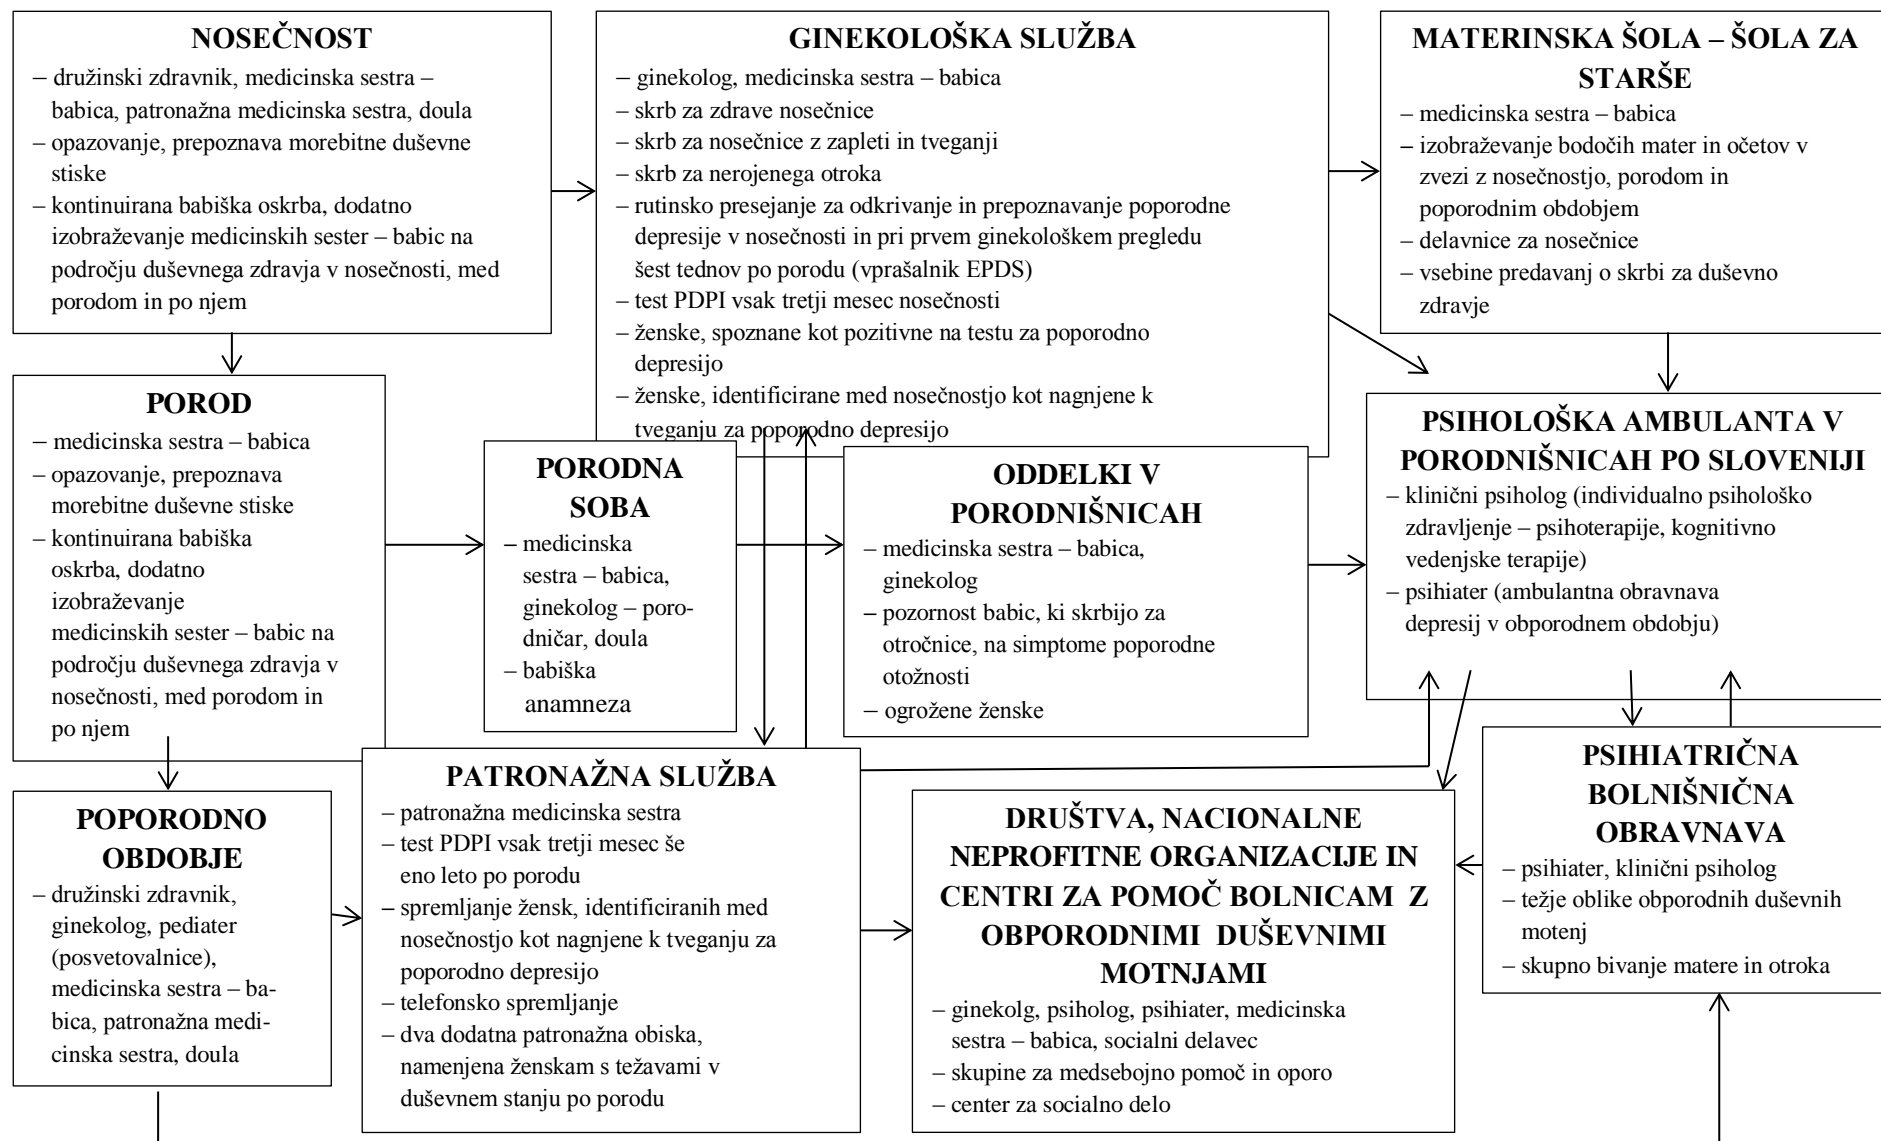 NOSEČNOST
– družinski zdravnik, medicinska sestra –
babica, patronažna medicinska sestra, doula
– opazovanje, prepoznava morebitne duševne
stiske
– kontinuirana babiška oskrba, dodatno
izobraževanje medicinskih sester – babic na
področju duševnega zdravja v nosečnosti, med
porodom in po njem
GINEKOLOŠKA SLUŽBA
– ginekolog, medicinska sestra – babica
– skrb za zdrave nosečnice
– skrb za nosečnice z zapleti in tveganji
– skrb za nerojenega otroka
– rutinsko presejanje za odkrivanje in prepoznavanje poporodne
depresije v nosečnosti in pri prvem ginekološkem pregledu
šest tednov po porodu (vprašalnik EPDS)
– test PDPI vsak tretji mesec nosečnosti
– ženske, spoznane kot pozitivne na testu za poporodno
depresijo
– ženske, identificirane med nosečnostjo kot nagnjene k
tveganju za poporodno depresijo
MATERINSKA ŠOLA – ŠOLA ZA
STARŠE
– medicinska sestra – babica
– izobraževanje bodočih mater in očetov v
zvezi z nosečnostjo, porodom in
poporodnim obdobjem
– delavnice za nosečnice
– vsebine predavanj o skrbi za duševno
zdravje
POROD
– medicinska sestra – babica
– opazovanje, prepoznava
morebitne duševne stiske
– kontinuirana babiška
oskrba, dodatno
izobraževanje
medicinskih sester – babic na
področju duševnega zdravja v
nosečnosti, med porodom in
po njem
PORODNA
SOBA
– medicinska
sestra – babica,
ginekolog – poro-
dničar, doula
– babiška
anamneza
ODDELKI V
PORODNIŠNICAH
– medicinska sestra – babica,
ginekolog
– pozornost babic, ki skrbijo za
otročnice, na simptome poporodne
otožnosti
– ogrožene ženske
PSIHOLOŠKA AMBULANTA V
PORODNIŠNICAH PO SLOVENIJI
– klinični psiholog (individualno psihološko
zdravljenje – psihoterapije, kognitivno
vedenjske terapije)
– psihiater (ambulantna obravnava
depresij v obporodnem obdobju)
POPORODNO
OBDOBJE
– družinski zdravnik,
ginekolog, pediater
(posvetovalnice),
medicinska sestra – ba-
bica, patronažna medi-
cinska sestra, doula
PATRONAŽNA SLUŽBA
– patronažna medicinska sestra
– test PDPI vsak tretji mesec še
eno leto po porodu
– spremljanje žensk, identificiranih med
nosečnostjo kot nagnjene k tveganju za
poporodno depresijo
– telefonsko spremljanje
– dva dodatna patronažna obiska,
namenjena ženskam s težavami v
duševnem stanju po porodu
DRUŠTVA, NACIONALNE
NEPROFITNE ORGANIZACIJE IN
CENTRI ZA POMOČ BOLNICAM Z
OBPORODNIMI DUŠEVNIMI
MOTNJAMI
– ginekolg, psiholog, psihiater, medicinska
sestra – babica, socialni delavec
– skupine za medsebojno pomoč in oporo
– center za socialno delo
PSIHIATRIČNA
BOLNIŠNIČNA
OBRAVNAVA
– psihiater, klinični psiholog
– težje oblike obporodnih duševnih
motenj
– skupno bivanje matere in otroka